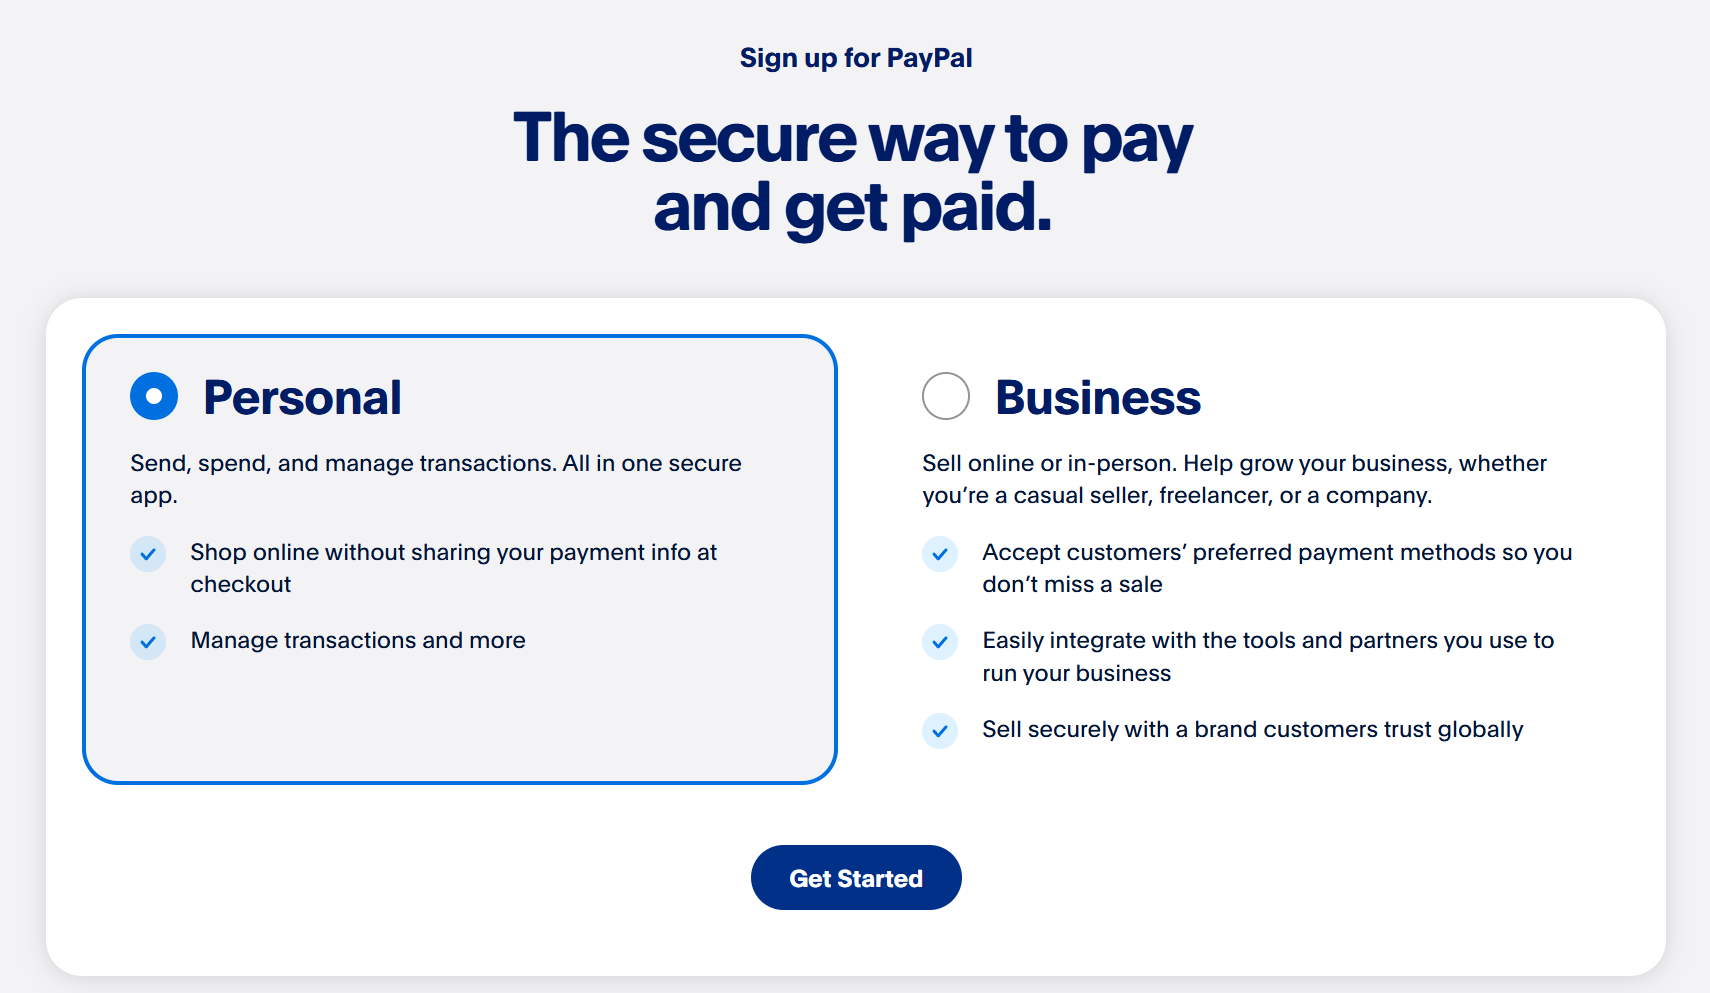 Sign up for PayPal
The secure way to pay
and get paid.
Personal
Send, spend, and manage transactions. All in one secure
app.
Shop online without sharing your payment info at
checkout
Manage transactions and more
Business
Sell online or in-person. Help grow your business, whether
you’re a casual seller, freelancer, or a company.
Accept customers’ preferred payment methods so you
don’t miss a sale
Easily integrate with the tools and partners you use to
run your business
Sell securely with a brand customers trust globally
Get Started